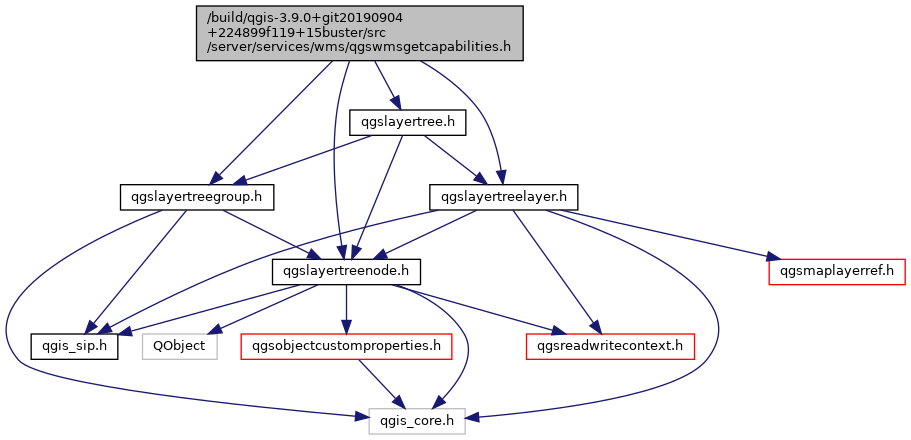 /build/qgis-3.9.0+git20190904
+224899f119+15buster/src
/server/services/wms/qgswmsgetcapabilities.h
qgslayertree.h
qgslayertreegroup.h
qgslayertreelayer.h
qgslayertreenode.h
qgsmaplayerref.h
qgis_sip.h
QObject
qgsobjectcustomproperties.h
qgsreadwritecontext.h
qgis_core.h